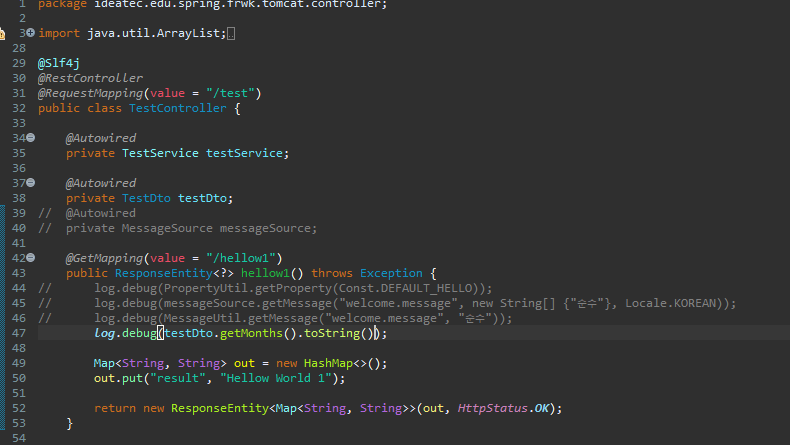 1 package ideatec.edu.spring.frwk.tomcat.controller;
2
3 import java.util.ArrayList;
28
29 @Slf4j
30 @RestController
31 @RequestMapping(value = "/test")
32 public class TestController {
33
34 @Autowired
35 private TestService testService;
36
37 @Autowired
38 private TestDto testDto;
39 // @Autowired
40 // private MessageSource messageSource;
41
42 @GetMapping(value = "/hellow1")
43 public ResponseEntity<?> hellow1() throws Exception {
44 // log.debug(PropertyUtil.getProperty(Const.DEFAULT_HELLO));
45 // log.debug(messageSource.getMessage("welcome.message", new String[] {"순수"}, Locale.KOREAN));
46 // log.debug(MessageUtil.getMessage("welcome.message", "순수"));
47 log.debug(testDto.getMonths().toString());
48
49 Map<String, String> out = new HashMap<>();
50 out.put("result", "Hellow World 1");
51
52 return new ResponseEntity<Map<String, String>>(out, HttpStatus.OK);
53 }
54